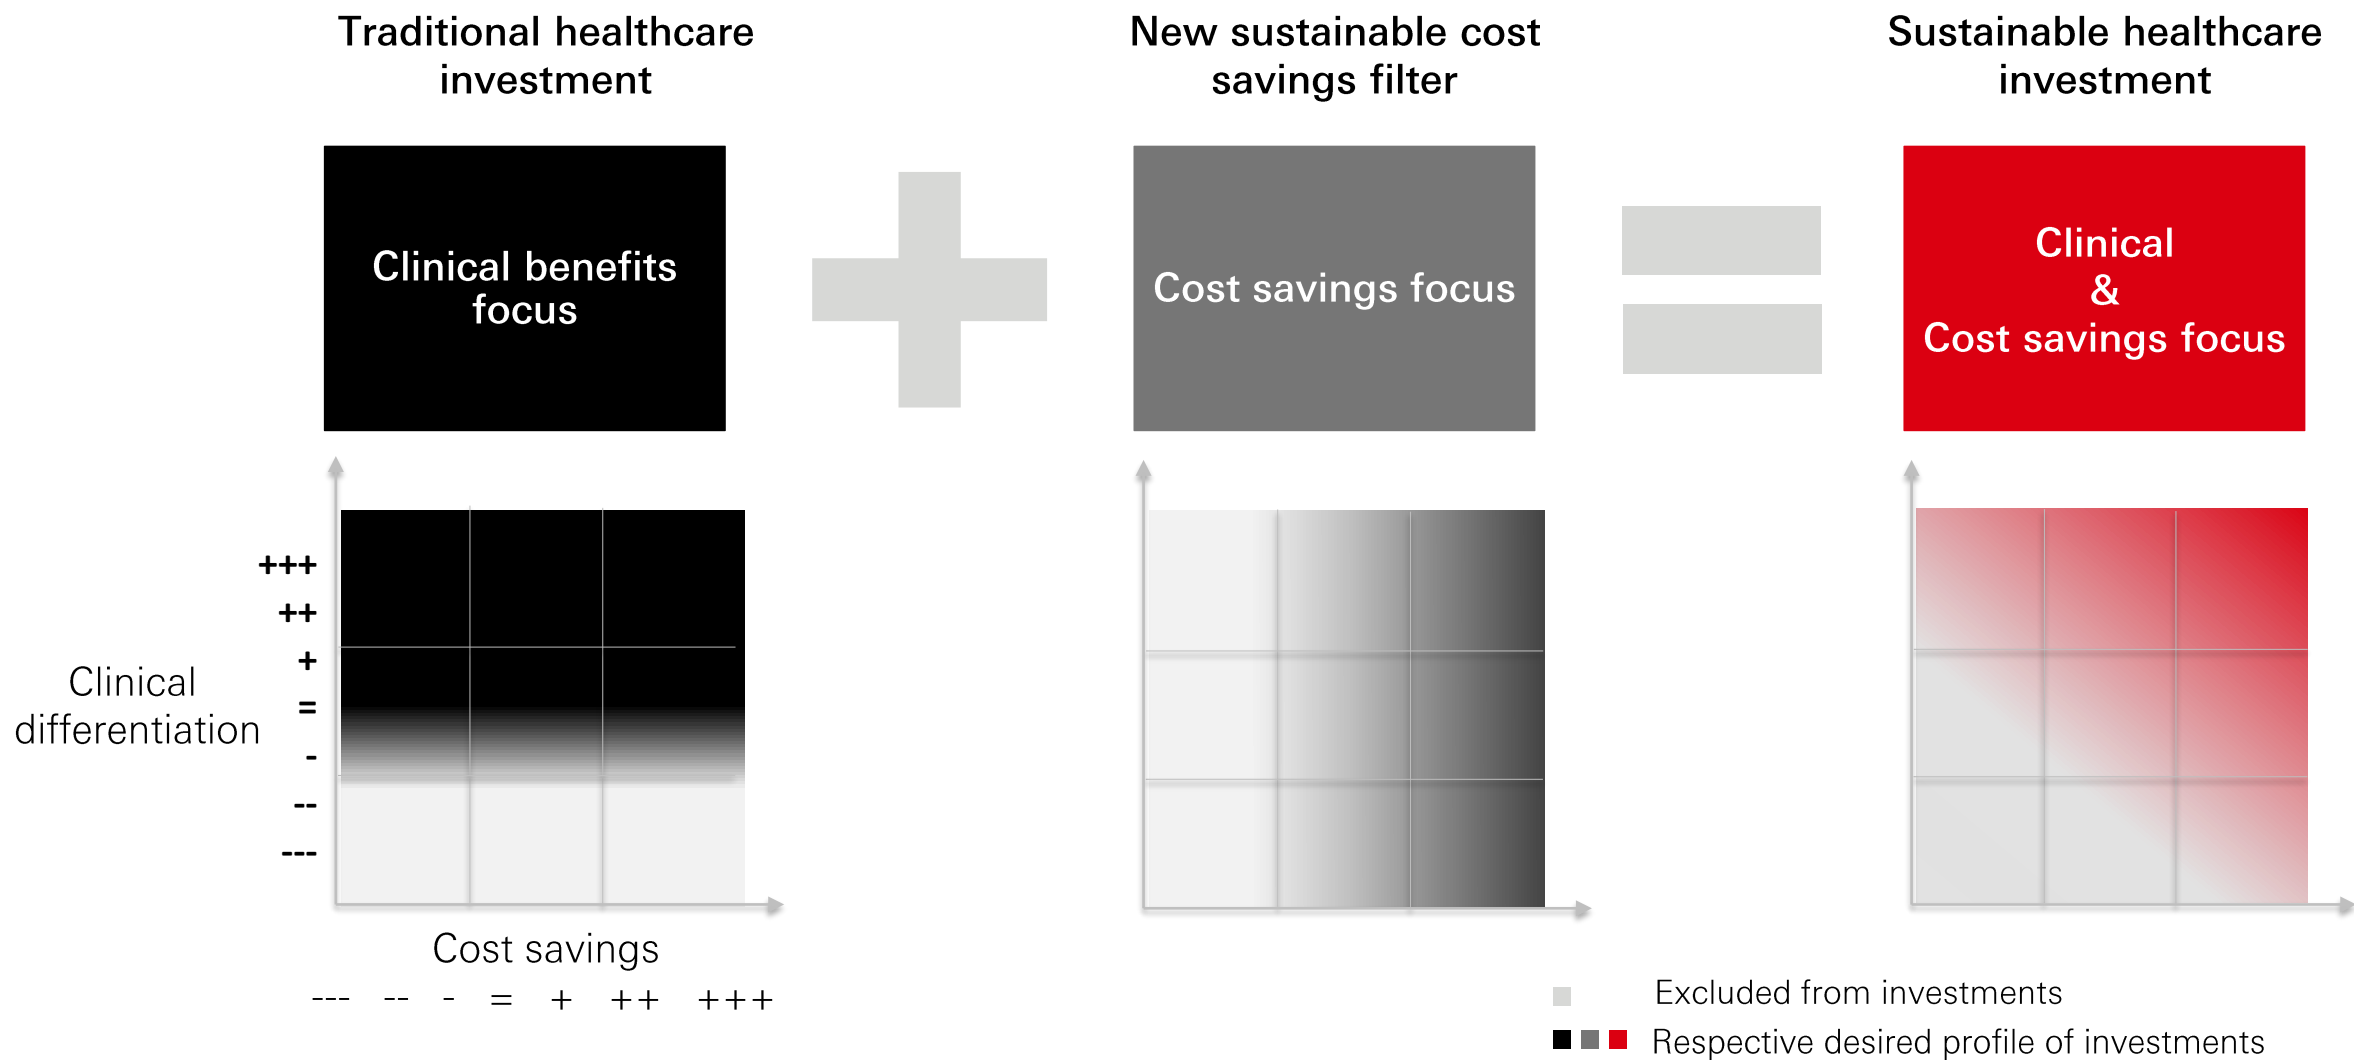 Traditional healthcare
investment
New sustainable cost
savings filter
Sustainable healthcare
investment
Clinical benefits
focus
Cost savings focus
Clinical
&
Cost savings focus
+++
++
+
=
-
--
---
Clinical
differentiation
Cost savings
--- -- - = + ++ +++
Excluded from investments
Respective desired profile of investments